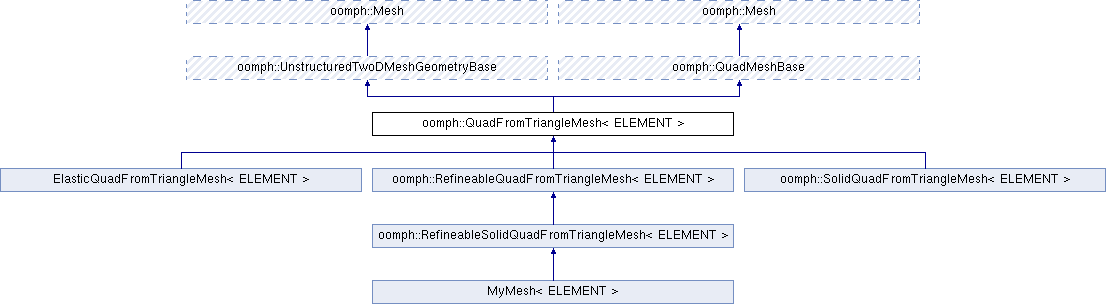 oomph::Mesh
oomph::Mesh
oomph::UnstructuredTwoDMeshGeometryBase
oomph::QuadMeshBase
oomph::QuadFromTriangleMesh< ELEMENT >
ElasticQuadFromTriangleMesh< ELEMENT >
oomph::RefineableQuadFromTriangleMesh< ELEMENT >
oomph::SolidQuadFromTriangleMesh< ELEMENT >
oomph::RefineableSolidQuadFromTriangleMesh< ELEMENT >
MyMesh< ELEMENT >